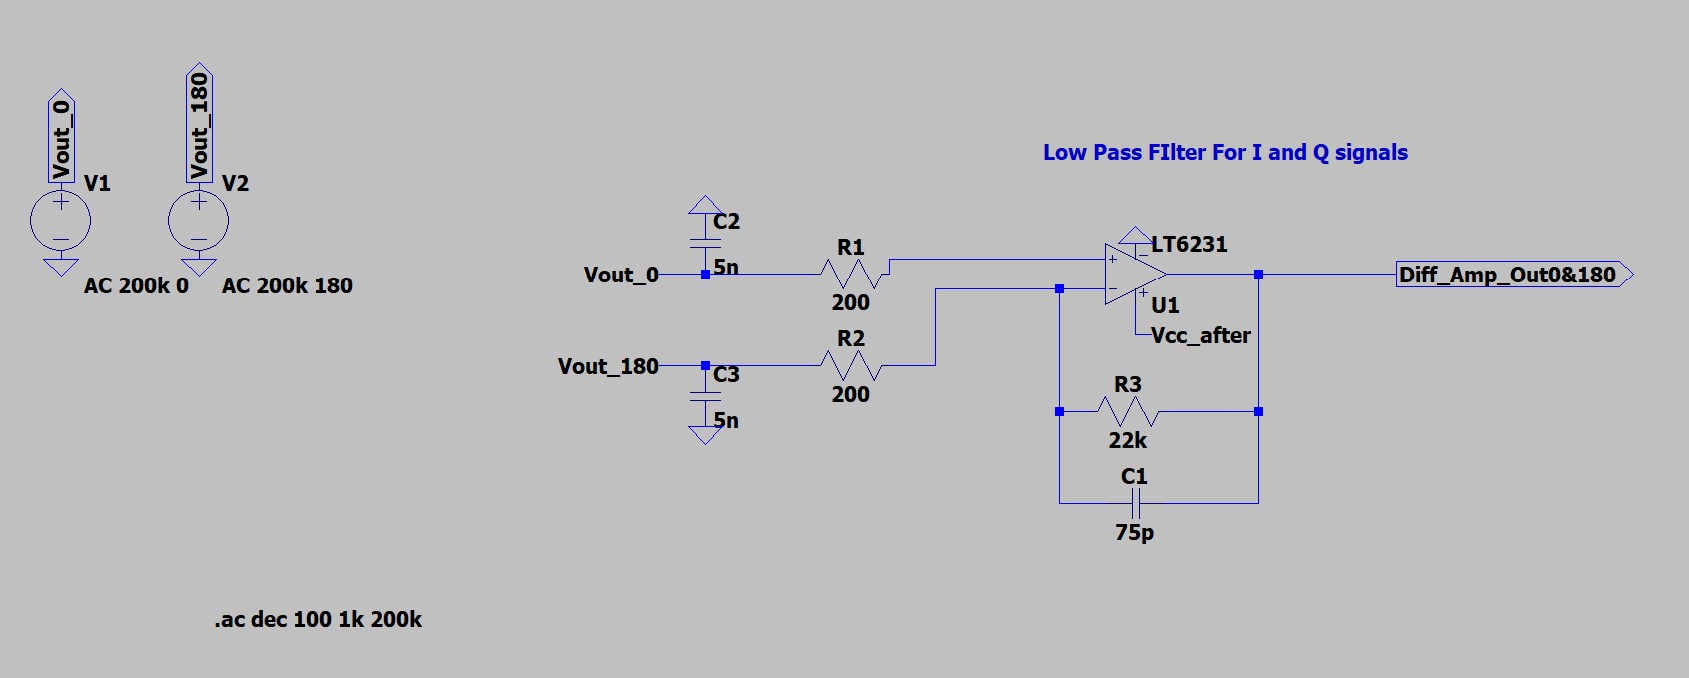 Vout_0
Vout_180
V1
V2
AC 200k 0
AC 200k 180
Low Pass FIlter For I and Q signals
C2
5n
Vout_0
R1
200
LT6231
U1
Vcc_after
Diff_Amp_Out0&180
Vout_180
C3
5n
R2
200
R3
22k
C1
75p
.ac dec 100 1k 200k